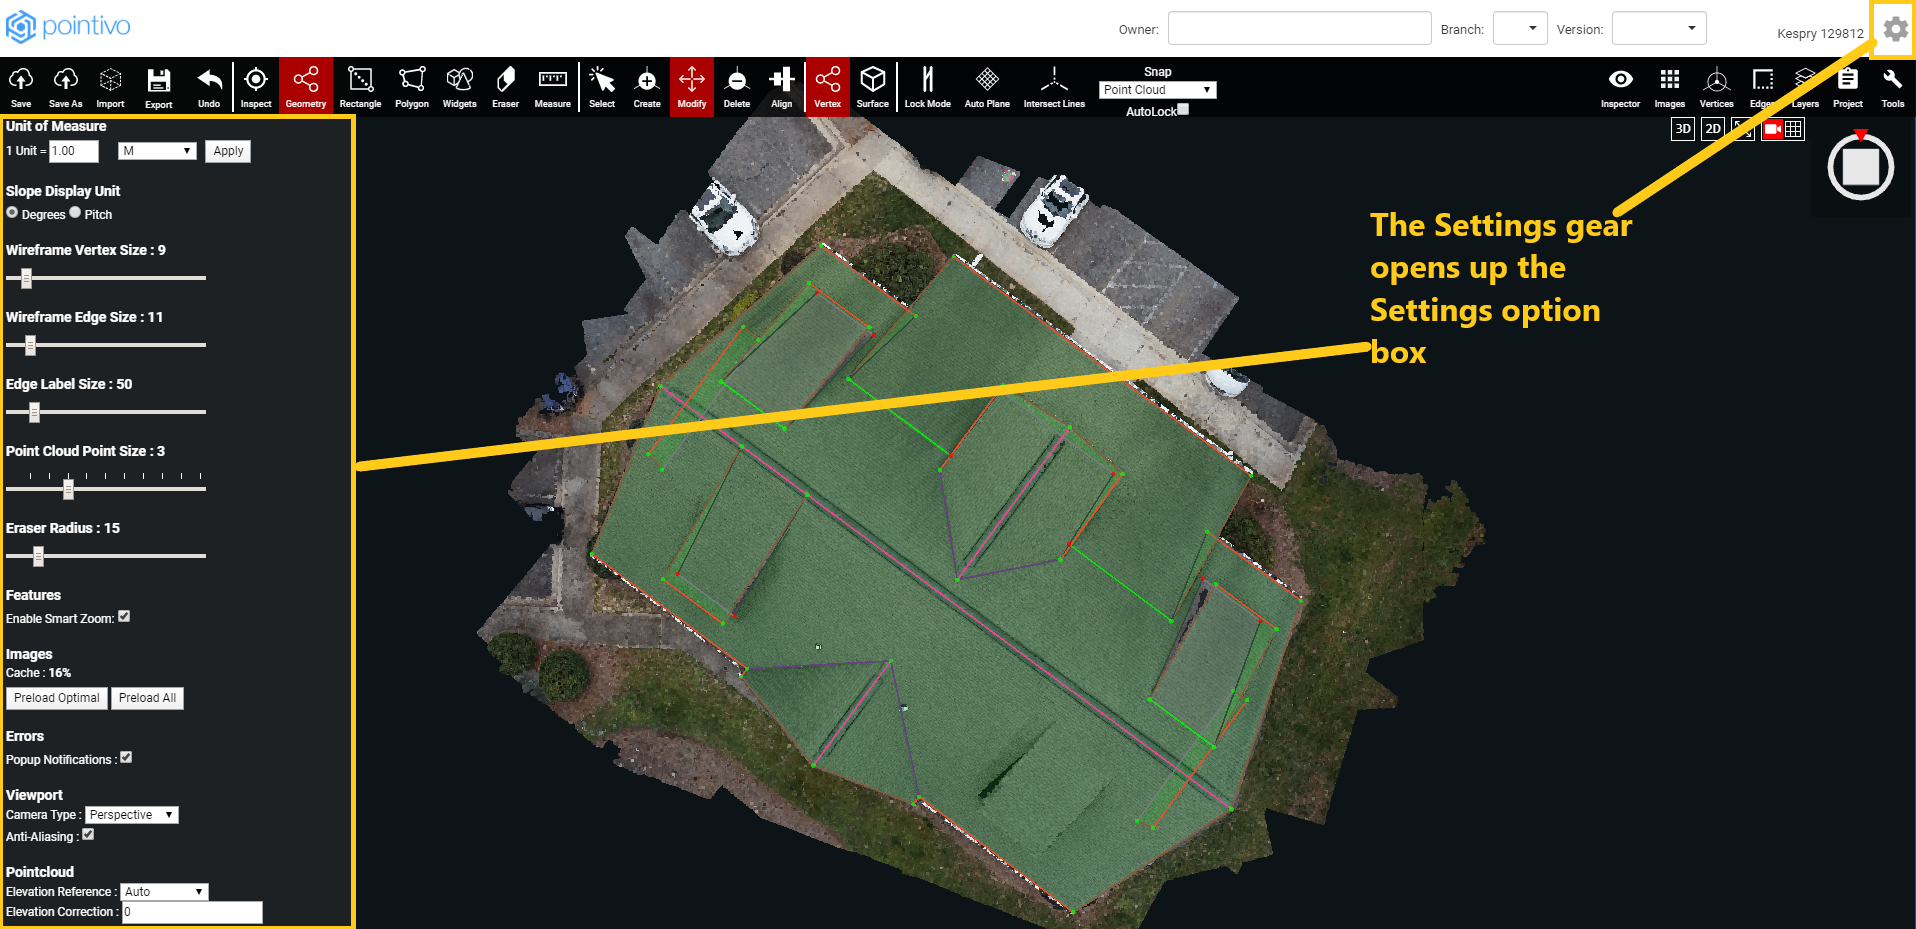 pointivo
Owner: Branch: Version: Kespry 129812
Save Save As Import Export Undo Inspect Geometry Rectangle Polygon Widgets Eraser Measure Select Create Modify Delete Align Vertex Surface Lock Mode Auto Plane Intersect Lines
Snap
Point Cloud
AutoLock
Inspector Images Vertices Layers Project Tools
3D 2D
Unit of Measure
1 Unit = 1.00 M Apply
Slope Display Unit
Degrees Pitch
Wireframe Vertex Size : 9
Wireframe Edge Size : 11
Edge Label Size : 50
Point Cloud Point Size : 3
Eraser Radius : 15
Features
Enable Smart Zoom:
Images
Cache : 16%
Preload Optimal Preload All
Errors
Popup Notifications :
Viewport
Camera Type : Perspective
Anti-Aliasing :
Pointcloud
Elevation Reference : Auto
Elevation Correction : 0
The Settings gear
opens up the
Settings option
box